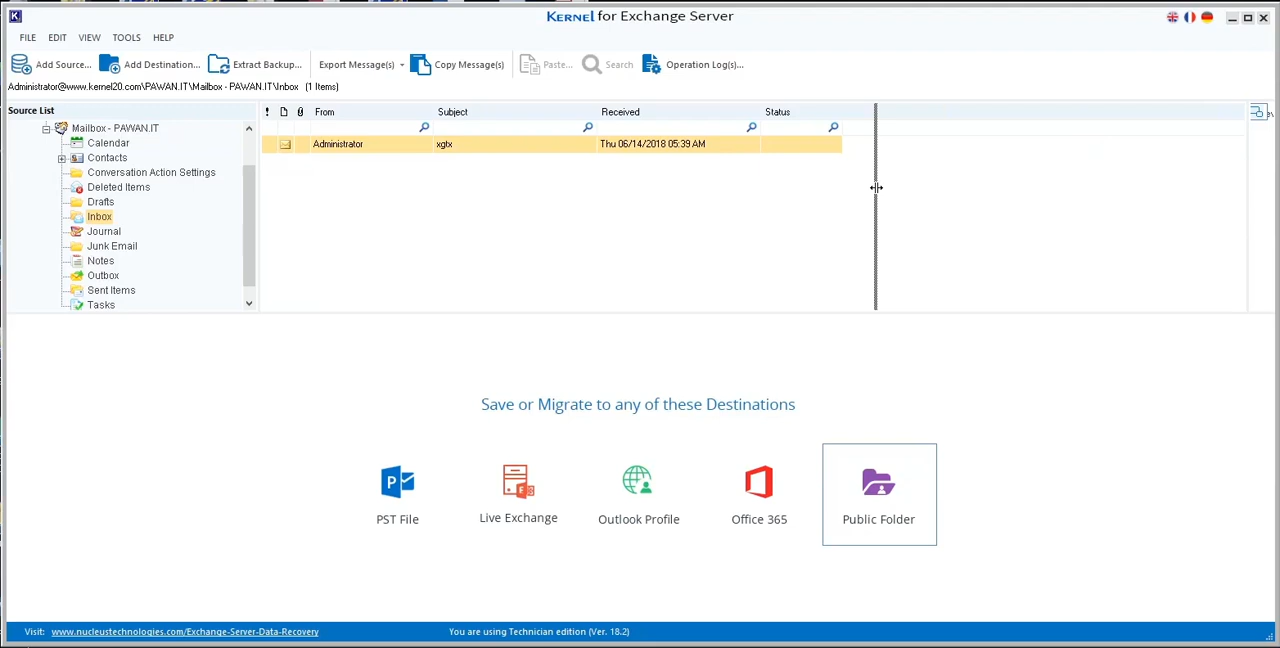 KERNEL for Exchange Server
FILE EDIT VIEW TOOLS HELP
Add Source... Add Destination... Extract Backup... Export Message(s) Copy Message(s) Paste... Search Operation Log(s)...
Administrator@www.kernel20.com\PAWAN.IT\Mailbox - PAWAN.IT\Inbox (1 Items)
Source List
! From Subject Received Status
Mailbox - PAWAN.IT
Calendar
Administrator xgtx Thu 06/14/2018 05:39 AM
Contacts
Conversation Action Settings
Deleted Items
Drafts
Inbox
Journal
Junk Email
Notes
Outbox
Sent Items
Tasks
Save or Migrate to any of these Destinations
PST File Live Exchange Outlook Profile Office 365 Public Folder
Visit: www.nucleustechnologies.com/Exchange-Server-Data-Recovery You are using Technician edition (Ver. 18.2)